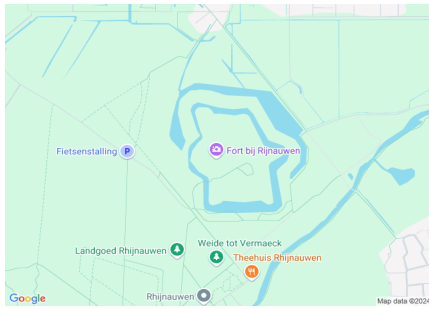 Fort bij Rijnauwen
Fietsenstalling
P
Weide tot Vermaeck
Landgoed Rhijnauwen
Theehuis Rhijnauwen
Rhijnauwen
Google
Map data ©2024